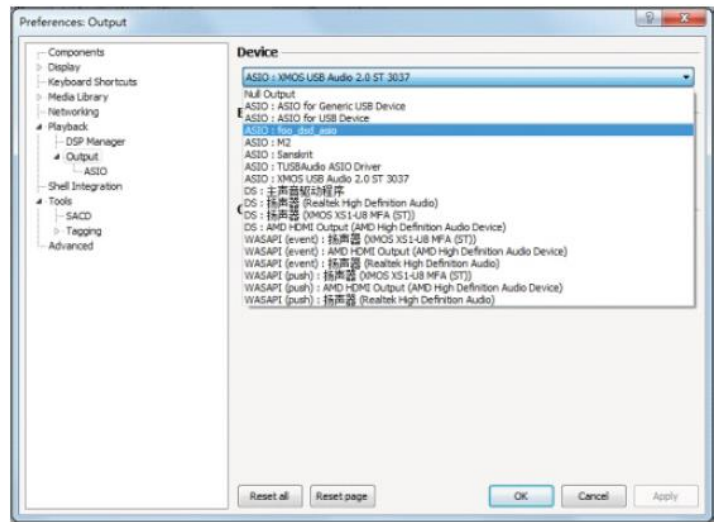 Preferences: Output
Components
Display
Keyboard Shortcuts
Media Library
Networking
Playback
DSP Manager
Output
ASIO
Shell Integration
Tools
SACD
Tagging
Advanced
Device
ASIO : XMOS USB Audio 2.0 ST 3037
Null Output
ASIO : ASIO for Generic USB Device
ASIO : ASIO for USB Device
ASIO : foo_dsd_asio
ASIO : M2
ASIO : Sanskrit
ASIO : TUSBAudio ASIO Driver
ASIO : XMOS USB Audio 2.0 ST 3037
DS : 主声音驱动程序
DS : 扬声器 (Realtek High Definition Audio)
DS : 扬声器 (XMOS XS1-U8 MFA (ST))
DS : AMD HDMI Output (AMD High Definition Audio Device)
WASAPI (event) : 扬声器 (XMOS XS1-U8 MFA (ST))
WASAPI (event) : AMD HDMI Output (AMD High Definition Audio Device)
WASAPI (event) : 扬声器 (Realtek High Definition Audio)
WASAPI (push) : 扬声器 (XMOS XS1-U8 MFA (ST))
WASAPI (push) : AMD HDMI Output (AMD High Definition Audio Device)
WASAPI (push) : 扬声器 (Realtek High Definition Audio)
Reset all Reset page OK Cancel Apply